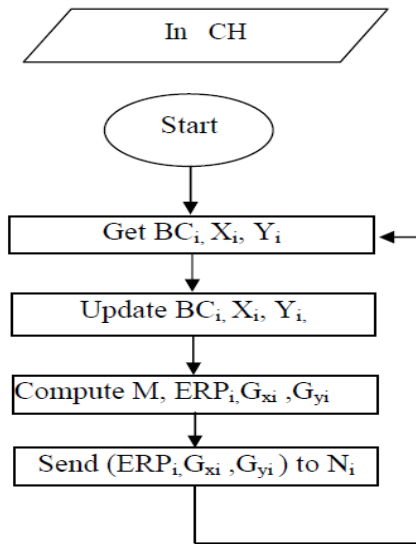 In CH
Start
Get BCi, Xi, Yi
Update BCi, Xi, Yi,
Compute M, ERPi,Gxi ,Gyi
Send (ERPi,Gxi ,Gyi ) to Ni